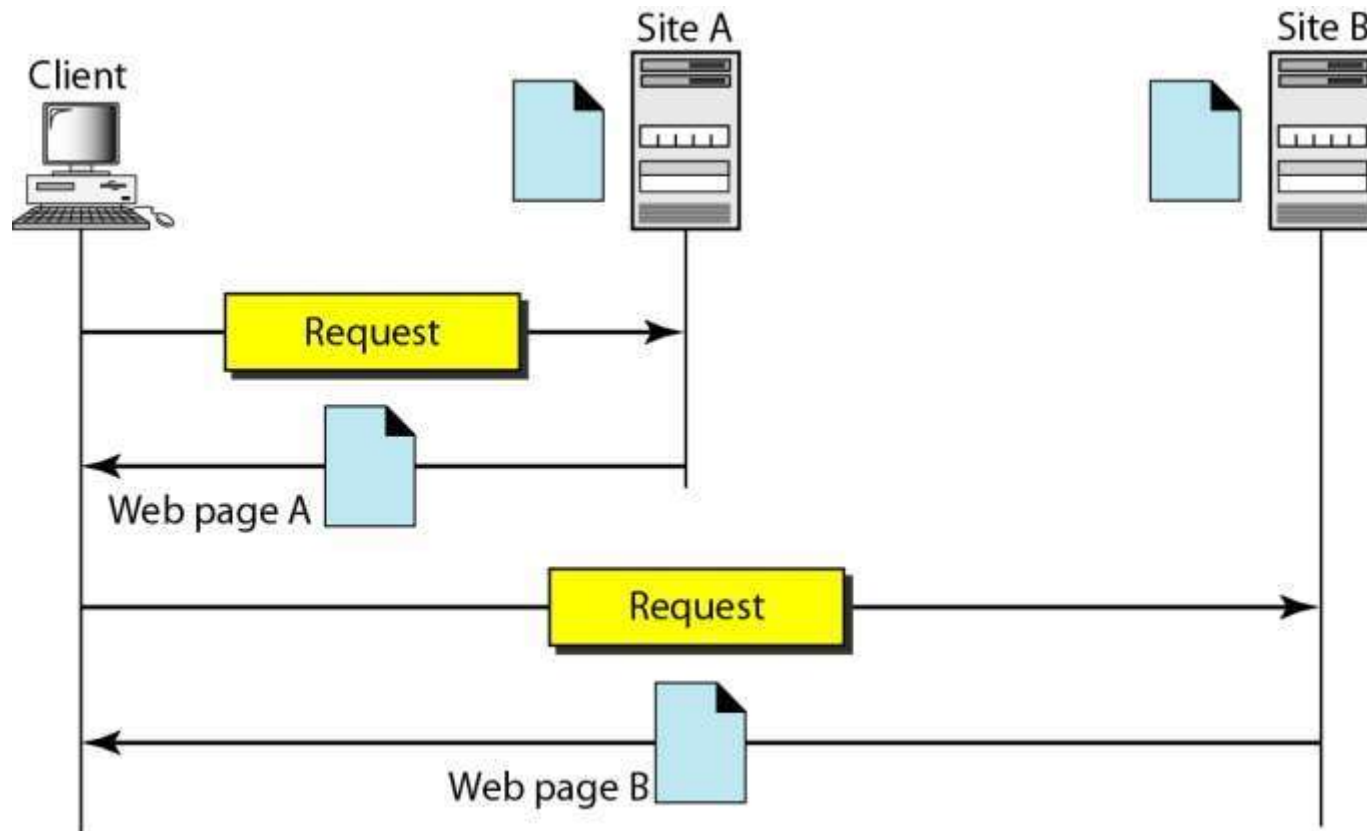 Site A
Site B
Client
Request
Web page A
Request
Web page B